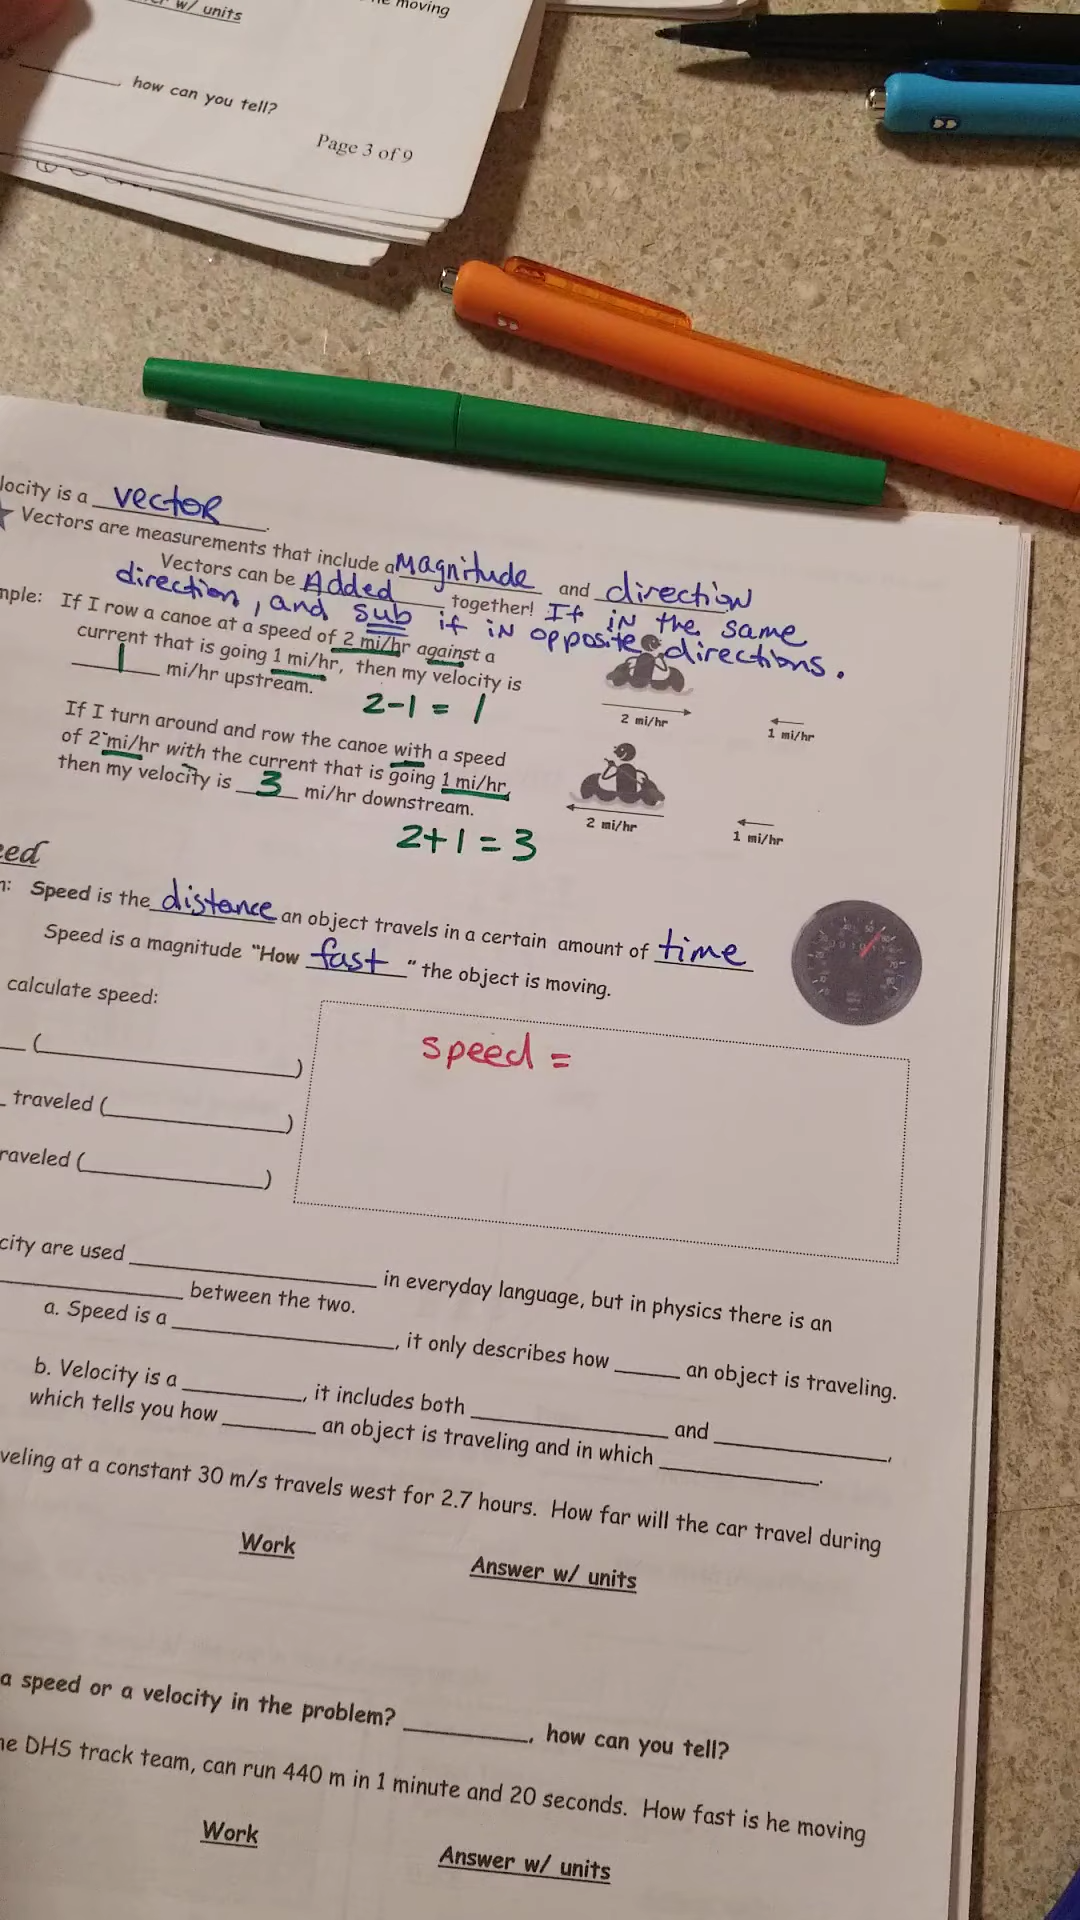 w/ units
moving
how can you tell?
Page 3 of 9
locity is a vector.
Vectors are measurements that include a Magnitude and direction
Vectors can be Added together! If in the same
direction, and sub if in opposite directions.
mple: If I row a canoe at a speed of 2 mi/hr against a
current that is going 1 mi/hr, then my velocity is
1 mi/hr upstream.
2-1 = 1
2 mi/hr
1 mi/hr
If I turn around and row the canoe with a speed
of 2 mi/hr with the current that is going 1 mi/hr,
then my velocity is 3 mi/hr downstream.
2 mi/hr
1 mi/hr
2+1=3
eed
n: Speed is the distance an object travels in a certain amount of time
Speed is a magnitude "How fast" the object is moving.
calculate speed:
speed =
( )
traveled ( )
raveled ( )
city are used in everyday language, but in physics there is an
between the two.
a. Speed is a , it only describes how an object is traveling.
b. Velocity is a , it includes both and ,
which tells you how an object is traveling and in which .
veling at a constant 30 m/s travels west for 2.7 hours. How far will the car travel during
Work
Answer w/ units
a speed or a velocity in the problem? , how can you tell?
he DHS track team, can run 440 m in 1 minute and 20 seconds. How fast is he moving
Work
Answer w/ units